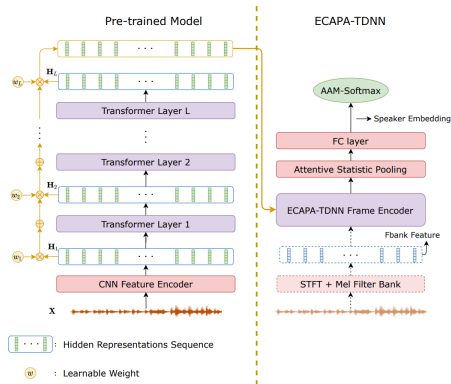 Pre-trained Model
ECAPA-TDNN
w_L
H_L
Transformer Layer L
Transformer Layer 2
w_2
H_2
Transformer Layer 1
w_1
H_1
CNN Feature Encoder
X
AAM-Softmax
Speaker Embedding
FC layer
Attentive Statistic Pooling
ECAPA-TDNN Frame Encoder
Fbank Feature
STFT + Mel Filter Bank
: Hidden Representations Sequence
w : Learnable Weight